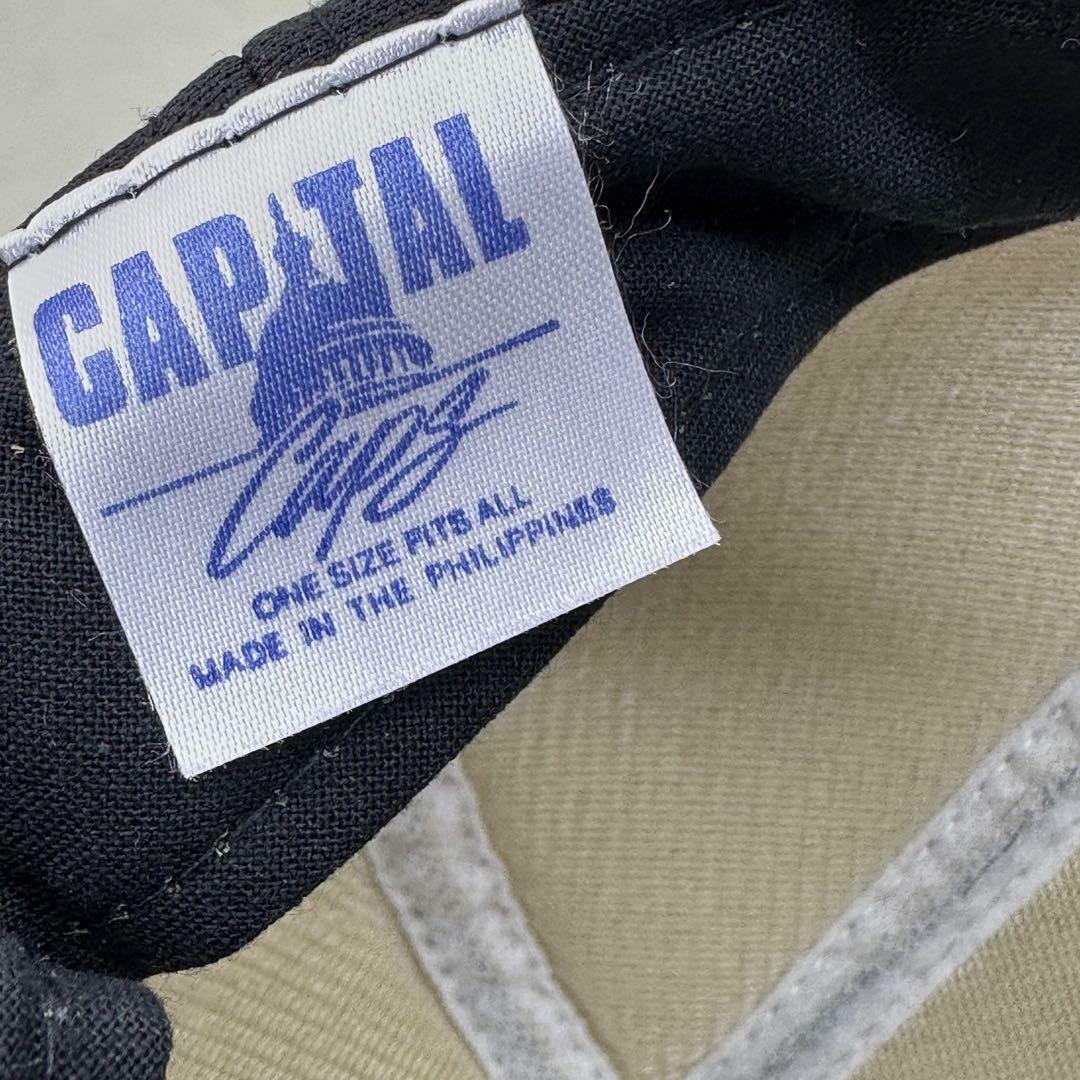 CAPITAL
Caps
ONE SIZE FITS ALL
MADE IN THE PHILIPPINES